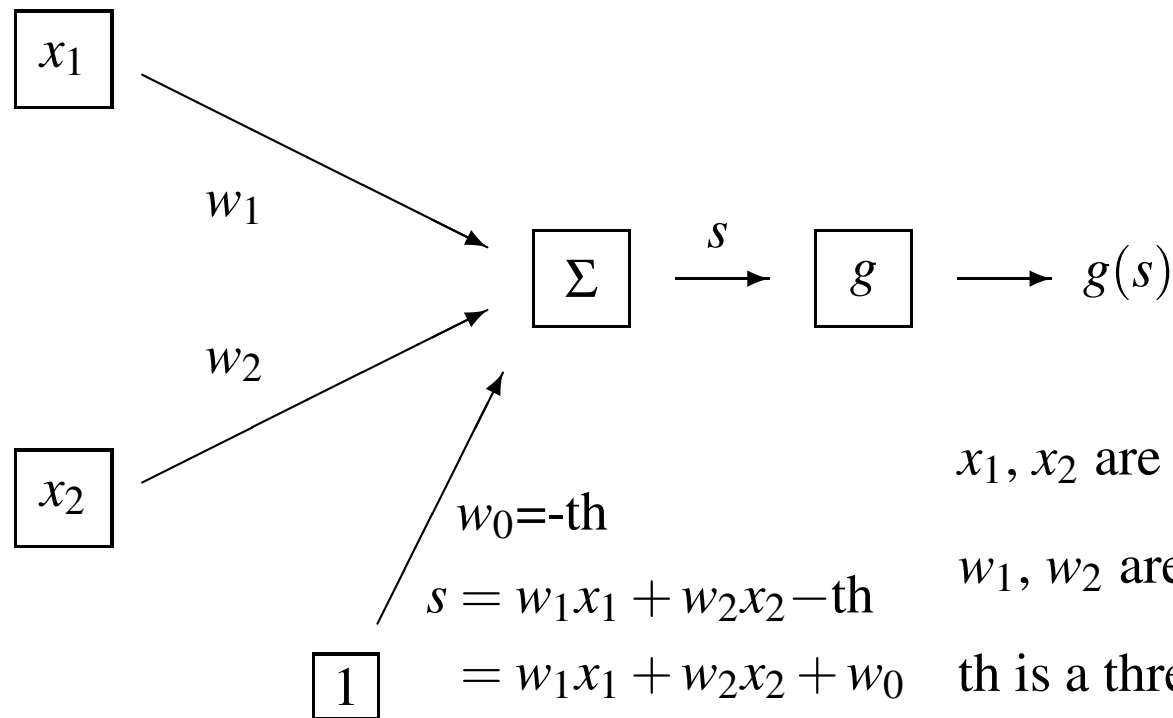 x₁
w₁
Σ
s
g
g(s)
w₂
x₂
x₁, x₂ are
w₀=-th
w₁, w₂ are
s = w₁x₁ + w₂x₂−th
1
= w₁x₁ + w₂x₂ + w₀
th is a thre